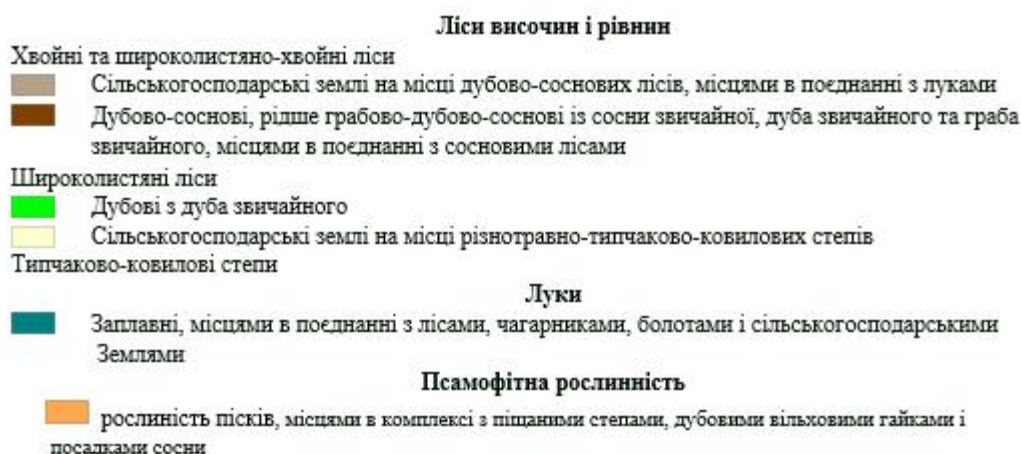 Ліси височин і рівнин
Хвойні та широколистяно-хвойні ліси
Сільськогосподарські землі на місці дубово-соснових лісів, місцями в поєднанні з луками
Дубово-соснові, рідше грабово-дубово-соснові із сосни звичайної, дуба звичайного та граба
звичайного, місцями в поєднанні з сосновими лісами
Широколистяні ліси
Дубові з дуба звичайного
Сільськогосподарські землі на місці різнотравно-типчаково-ковилових степів
Типчаково-ковилові степи
Луки
Заплавні, місцями в поєднанні з лісами, чагарниками, болотами і сільськогосподарськими
Землями
Псамофітна рослинність
рослиність пісків, місцями в комплексі з піщаними степами, дубовими вільховими гайками і
посадками сосни